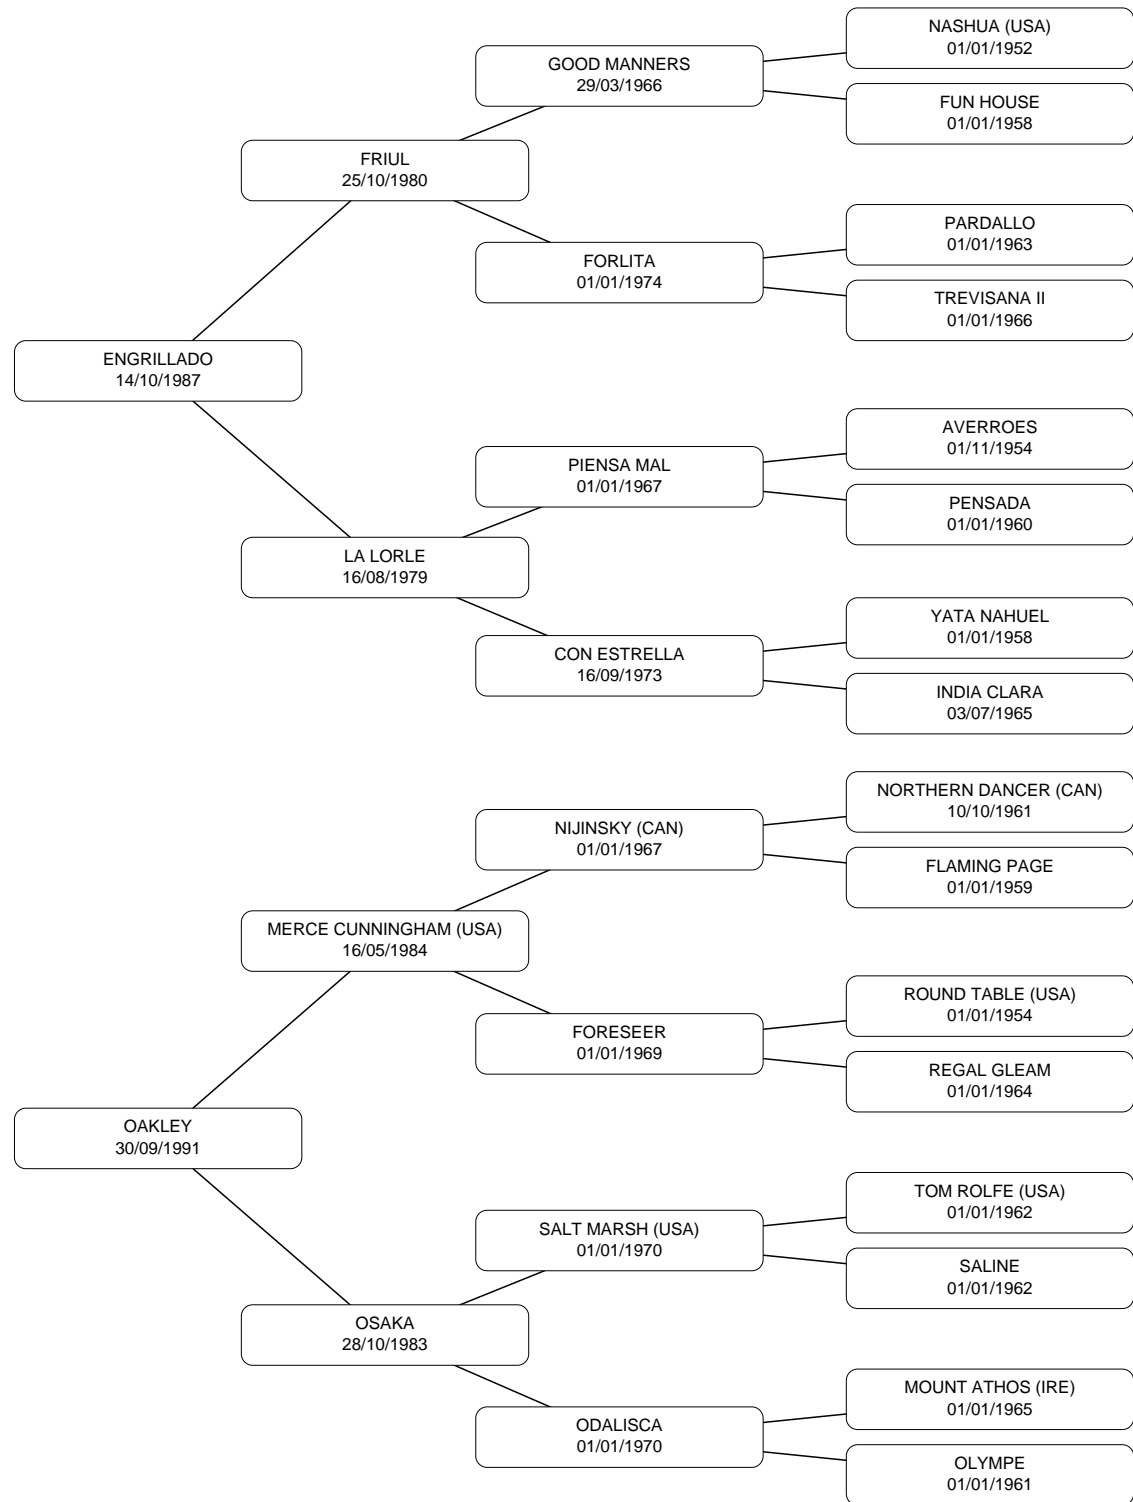 NASHUA (USA)
01/01/1952
GOOD MANNERS
29/03/1966
FUN HOUSE
01/01/1958
FRIUL
25/10/1980
PARDALLO
01/01/1963
FORLITA
01/01/1974
TREVISANA II
01/01/1966
ENGRILLADO
14/10/1987
AVERROES
01/11/1954
PIENSA MAL
01/01/1967
PENSADA
01/01/1960
LA LORLE
16/08/1979
YATA NAHUEL
01/01/1958
CON ESTRELLA
16/09/1973
INDIA CLARA
03/07/1965
NORTHERN DANCER (CAN)
10/10/1961
NIJINSKY (CAN)
01/01/1967
FLAMING PAGE
01/01/1959
MERCE CUNNINGHAM (USA)
16/05/1984
ROUND TABLE (USA)
01/01/1954
FORESEER
01/01/1969
REGAL GLEAM
01/01/1964
OAKLEY
30/09/1991
TOM ROLFE (USA)
01/01/1962
SALT MARSH (USA)
01/01/1970
SALINE
01/01/1962
OSAKA
28/10/1983
MOUNT ATHOS (IRE)
01/01/1965
ODALISCA
01/01/1970
OLYMPE
01/01/1961